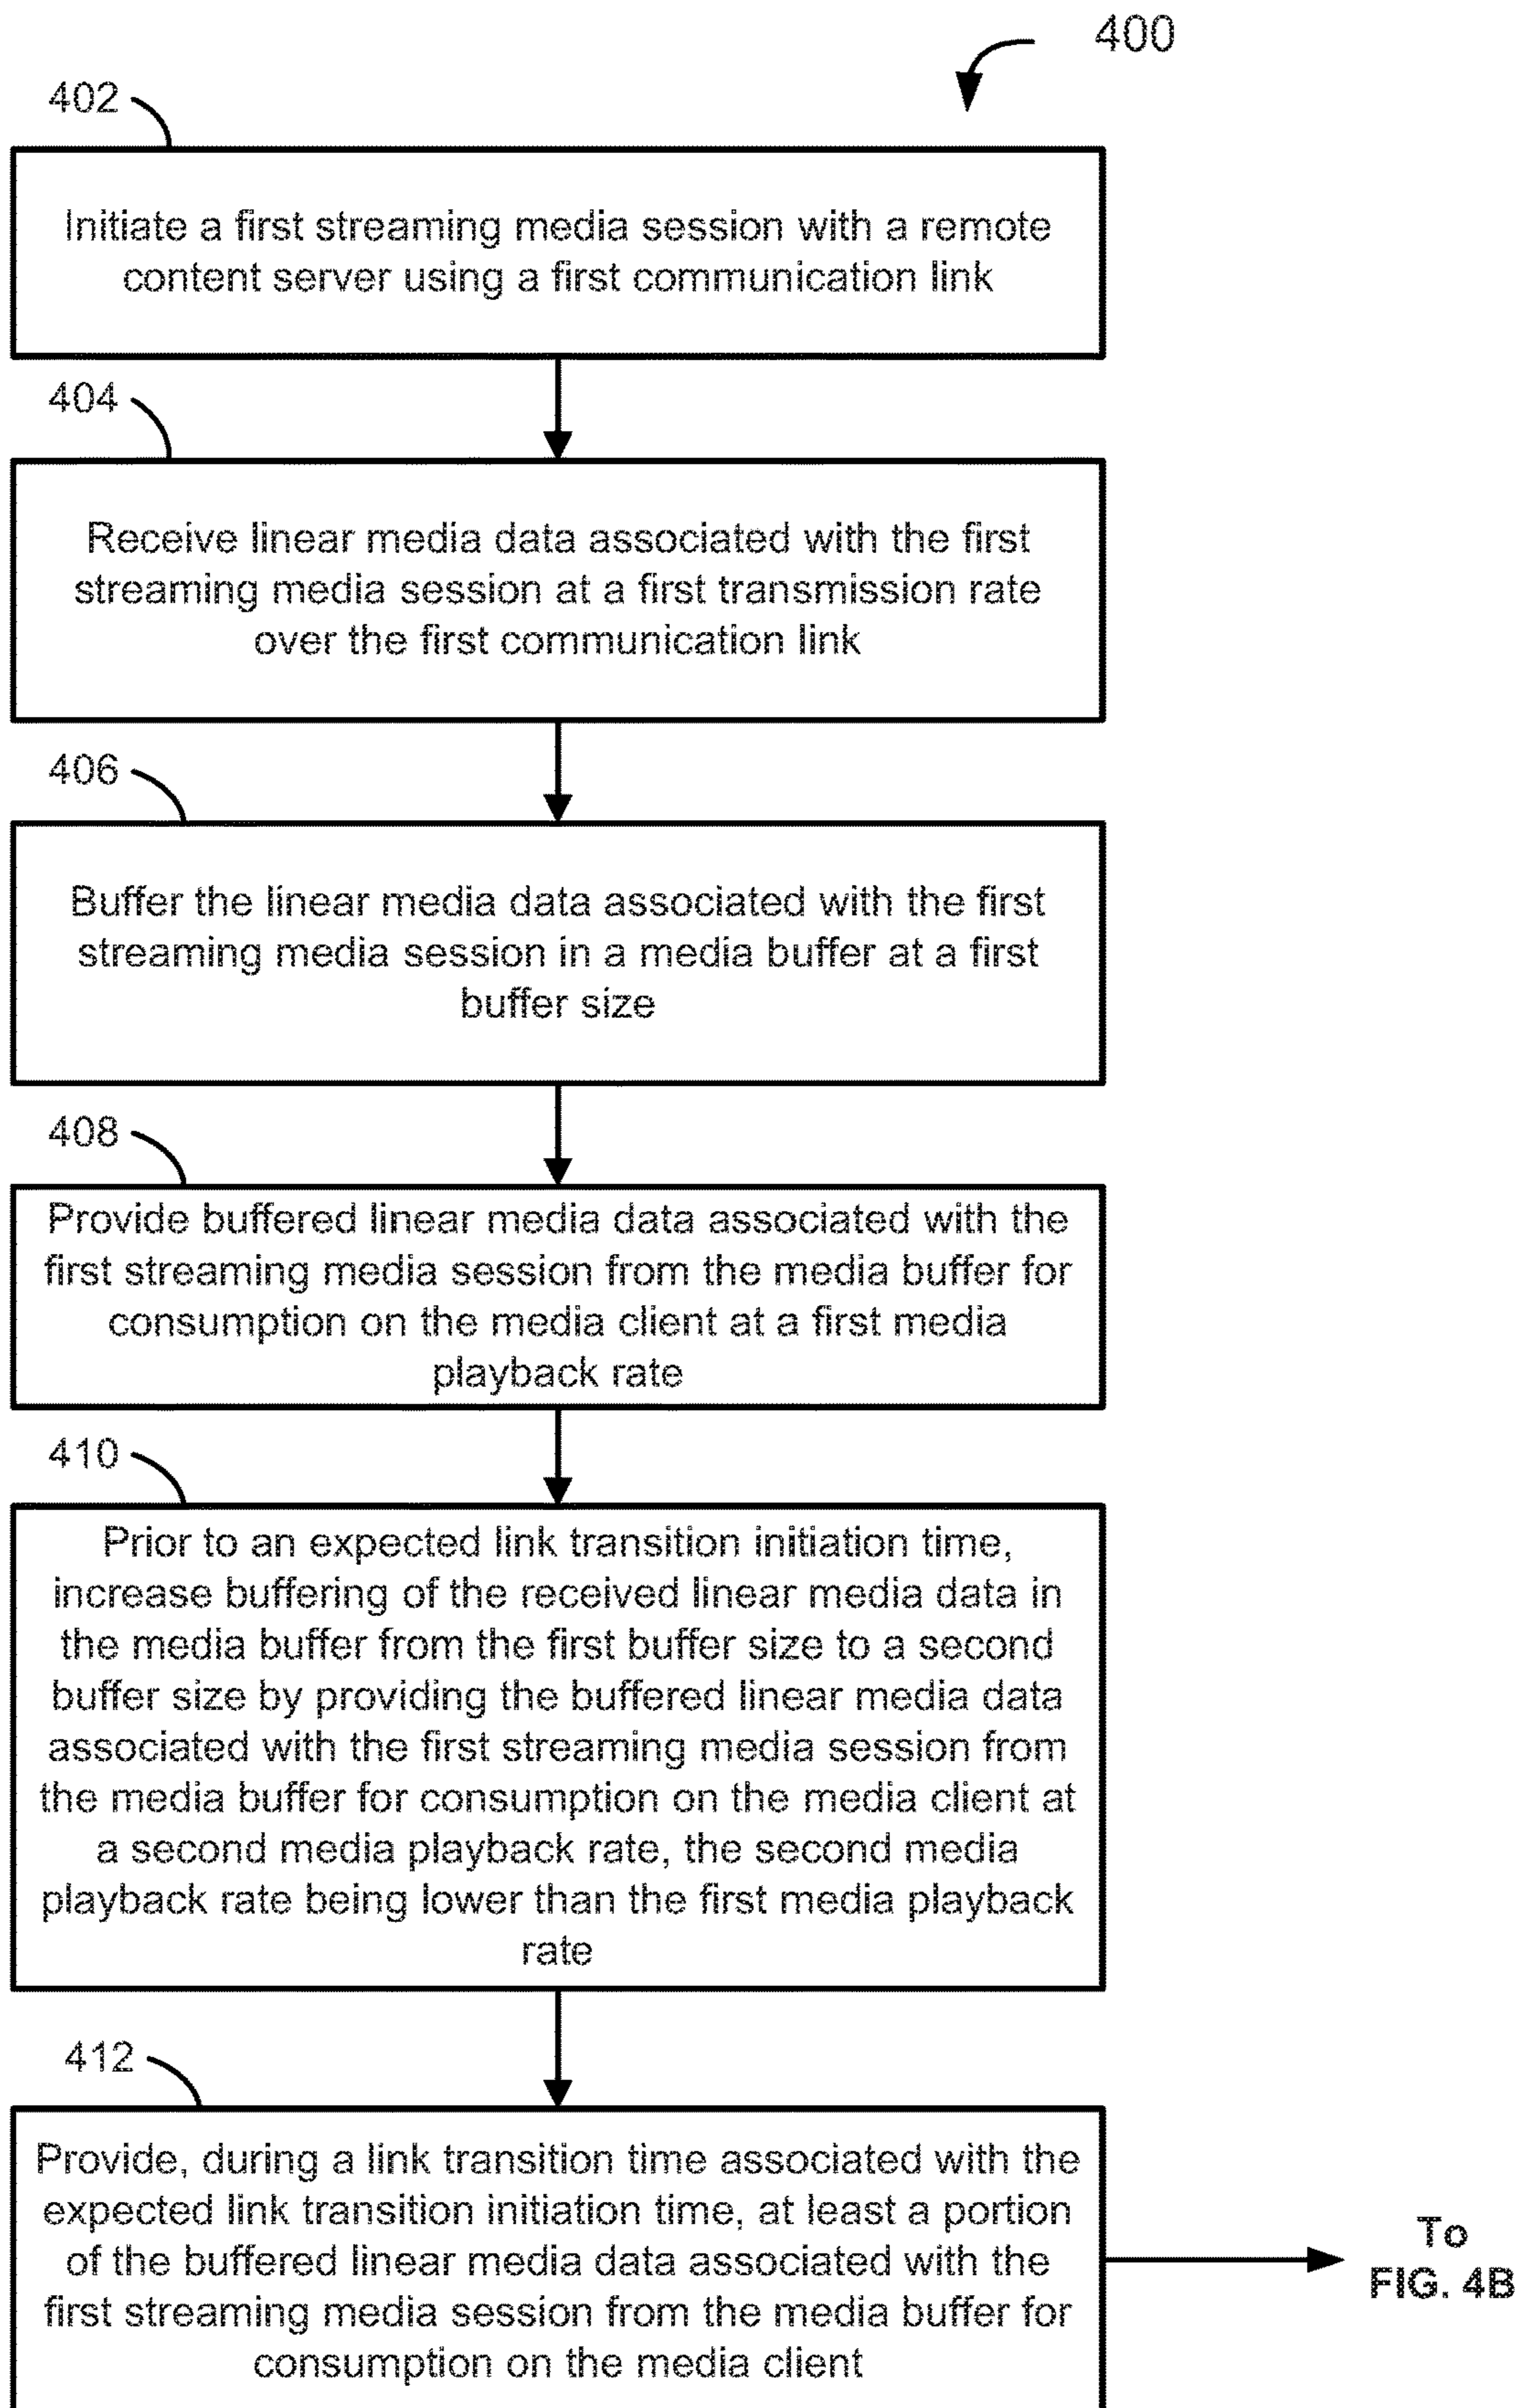 400
402
Initiate a first streaming media session with a remote
content server using a first communication link
404
Receive linear media data associated with the first
streaming media session at a first transmission rate
over the first communication link
406
Buffer the linear media data associated with the first
streaming media session in a media buffer at a first
buffer size
408
Provide buffered linear media data associated with the
first streaming media session from the media buffer for
consumption on the media client at a first media
playback rate
410
Prior to an expected link transition initiation time,
increase buffering of the received linear media data in
the media buffer from the first buffer size to a second
buffer size by providing the buffered linear media data
associated with the first streaming media session from
the media buffer for consumption on the media client at
a second media playback rate, the second media
playback rate being lower than the first media playback
rate
412
Provide, during a link transition time associated with the
expected link transition initiation time, at least a portion
of the buffered linear media data associated with the
first streaming media session from the media buffer for
consumption on the media client
To
FIG. 4B